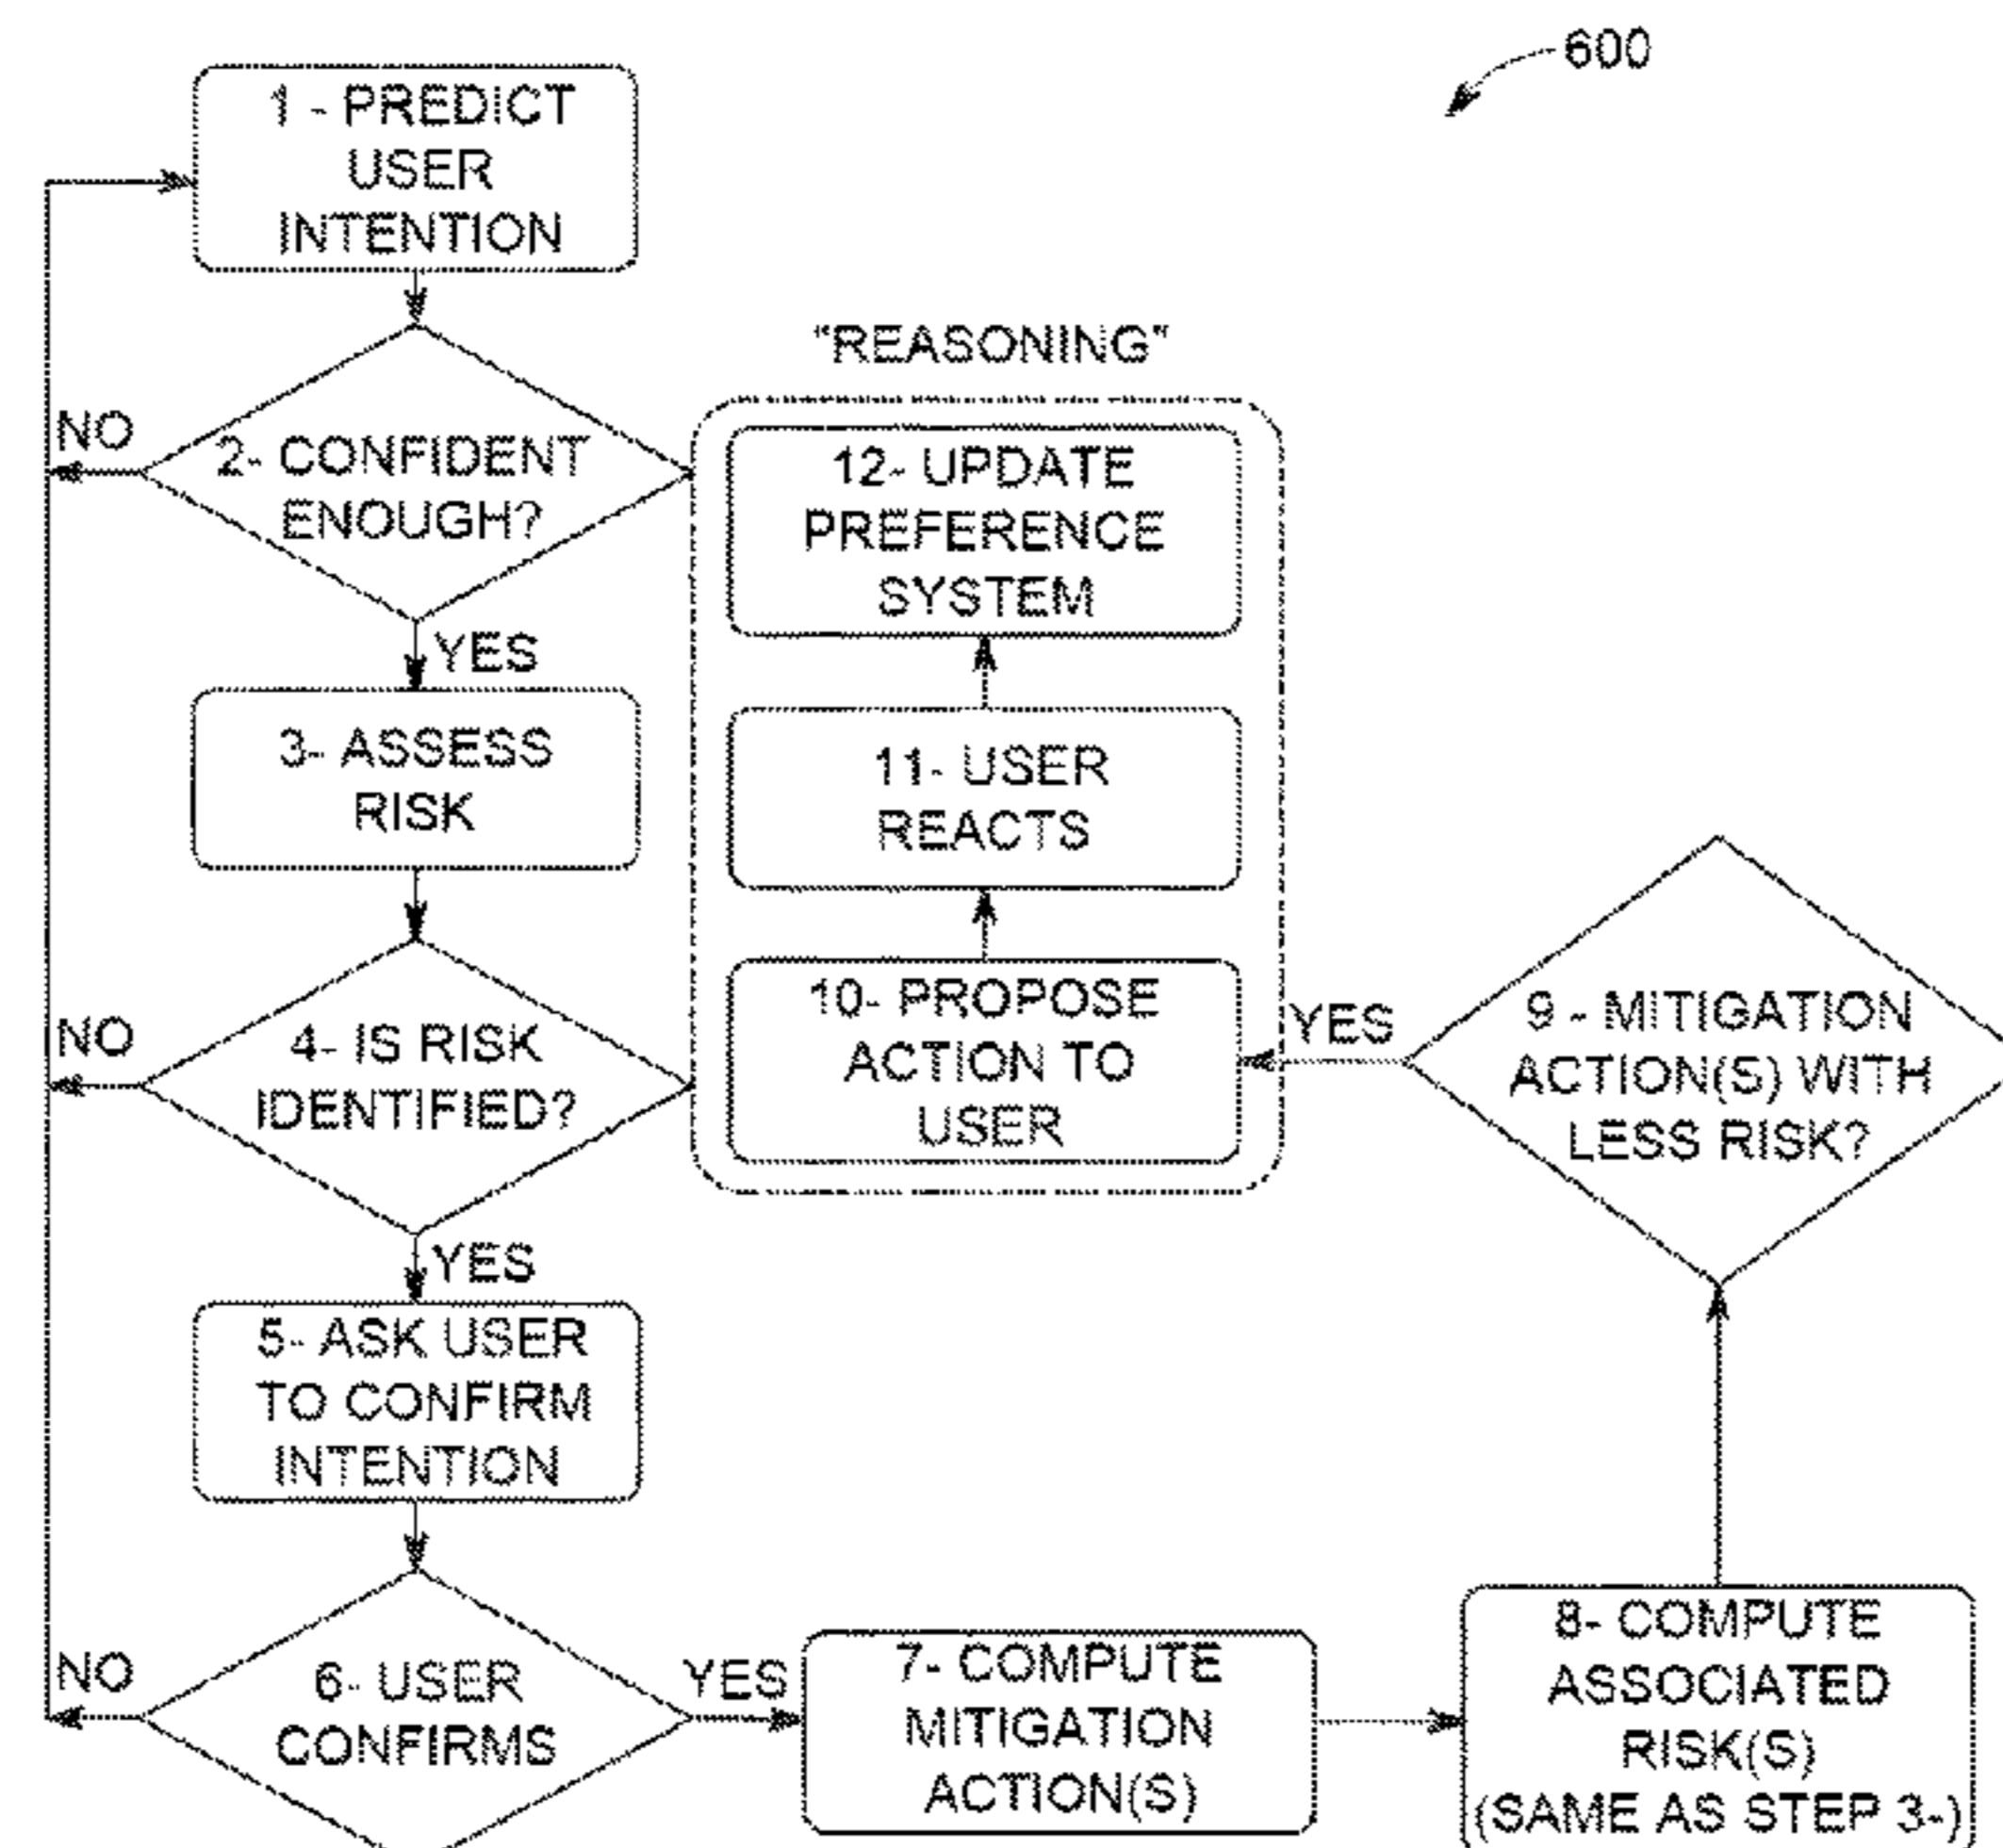 600
1 - PREDICT
USER
INTENTION
NO
2- CONFIDENT
ENOUGH?
YES
3- ASSESS
RISK
NO
4- IS RISK
IDENTIFIED?
YES
5- ASK USER
TO CONFIRM
INTENTION
NO
6- USER
CONFIRMS
YES
7- COMPUTE
MITIGATION
ACTION(S)
8- COMPUTE
ASSOCIATED
RISK(S)
(SAME AS STEP 3-)
9 - MITIGATION
ACTION(S) WITH
LESS RISK?
YES
"REASONING"
10- PROPOSE
ACTION TO
USER
11- USER
REACTS
12- UPDATE
PREFERENCE
SYSTEM